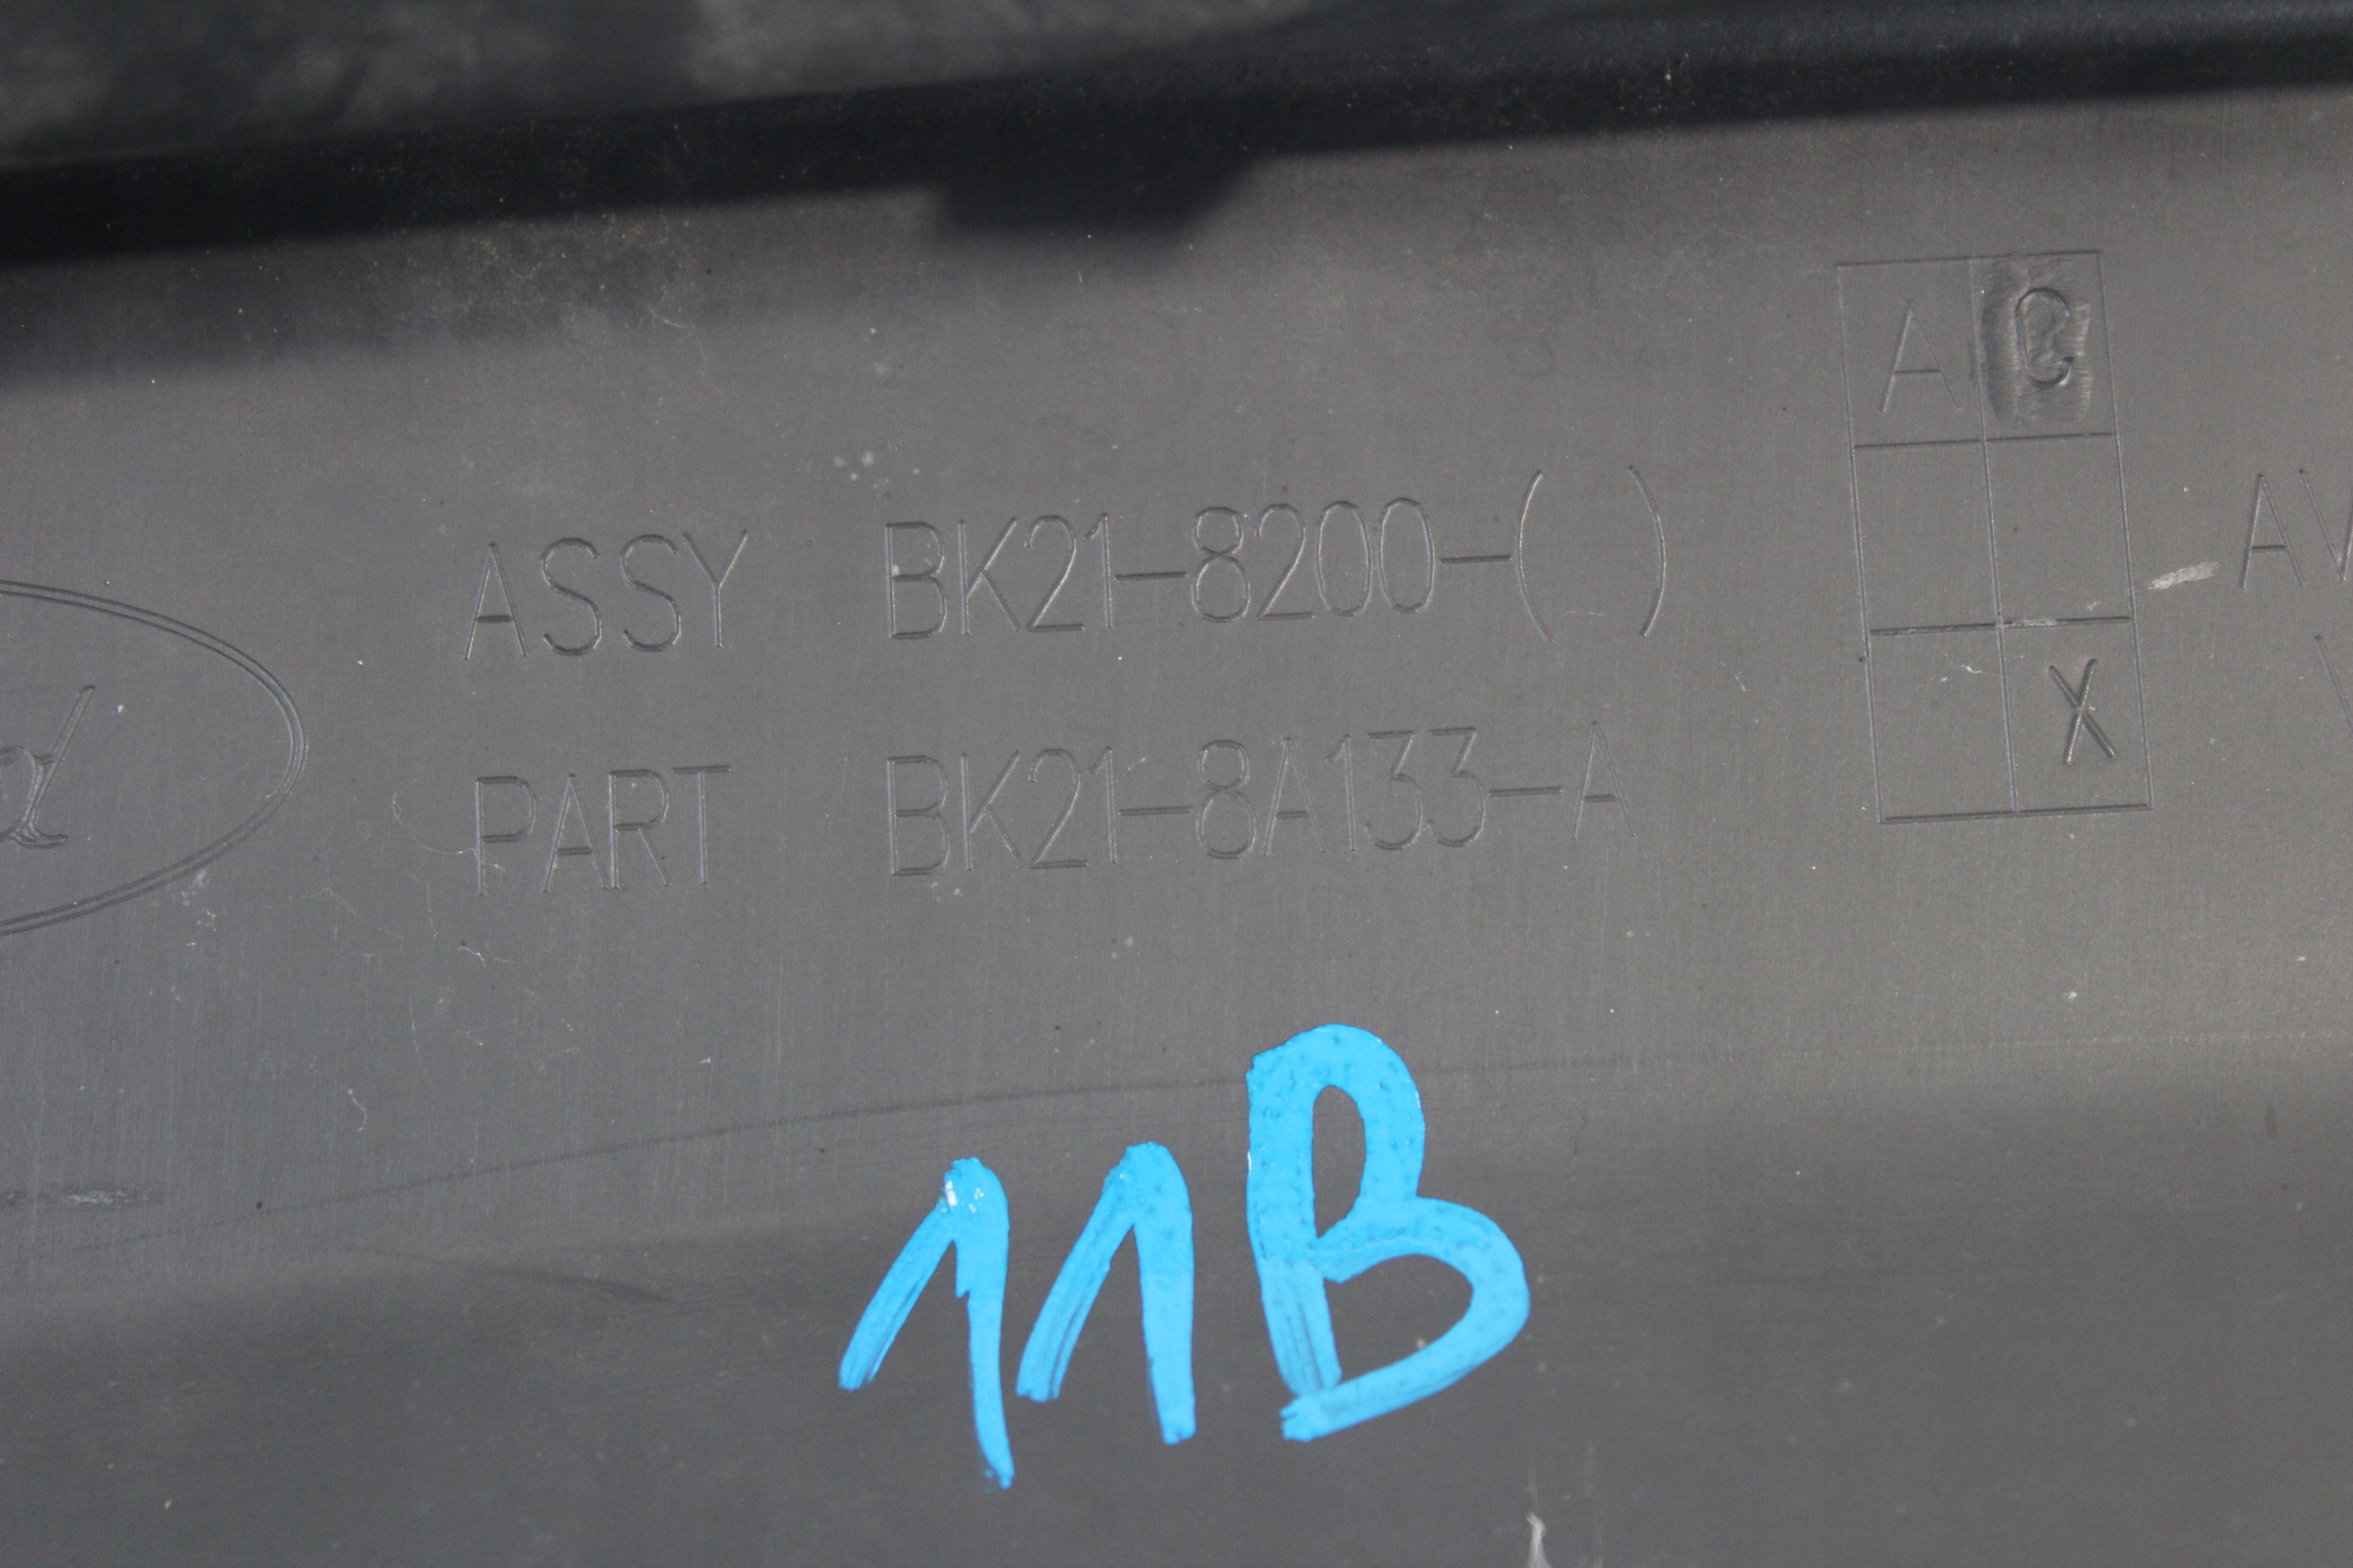 ASSY BK21-8200-( )
PART BK21-8A133-A
A
X
11B